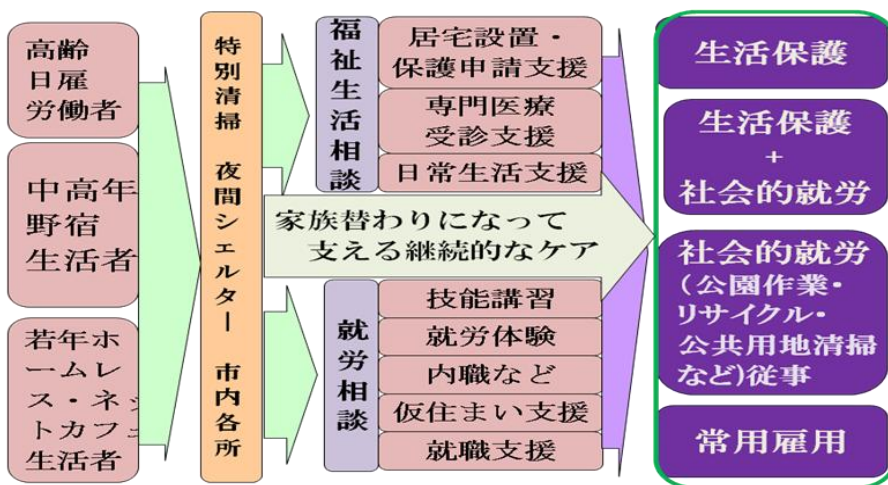 高齢
日雇
労働者
中高年
野宿
生活者
若年ホ
ームレ
ス・ネッ
トカフェ
生活者
特別清掃 夜間シェルター 市内各所
福祉生活相談
居宅設置・
保護申請支援
専門医療
受診支援
日常生活支援
家族替わりになって
支える継続的なケア
就労相談
技能講習
就労体験
内職など
仮住まい支援
就職支援
生活保護
生活保護
+
社会的就労
社会的就労
(公園作業・
リサイクル・
公共用地清掃
など)従事
常用雇用